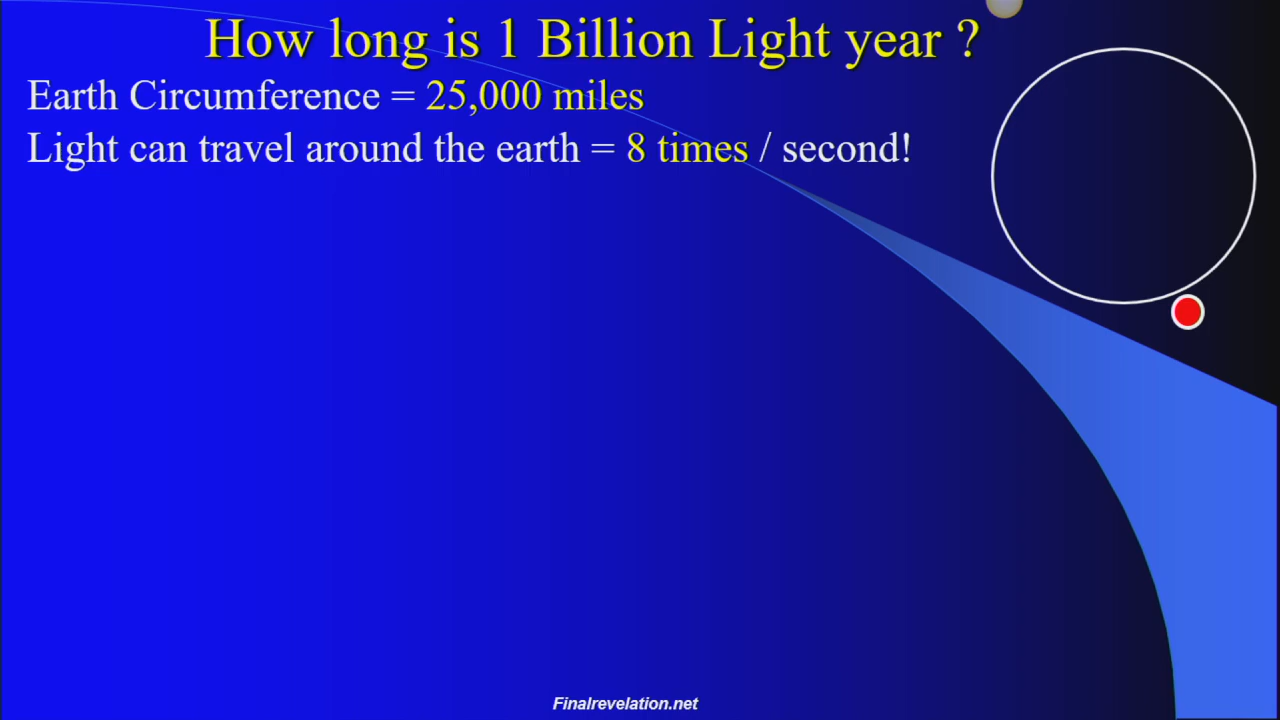 How long is 1 Billion Light year ?
Earth Circumference = 25,000 miles
Light can travel around the earth = 8 times / second!
Finalrevelation.net